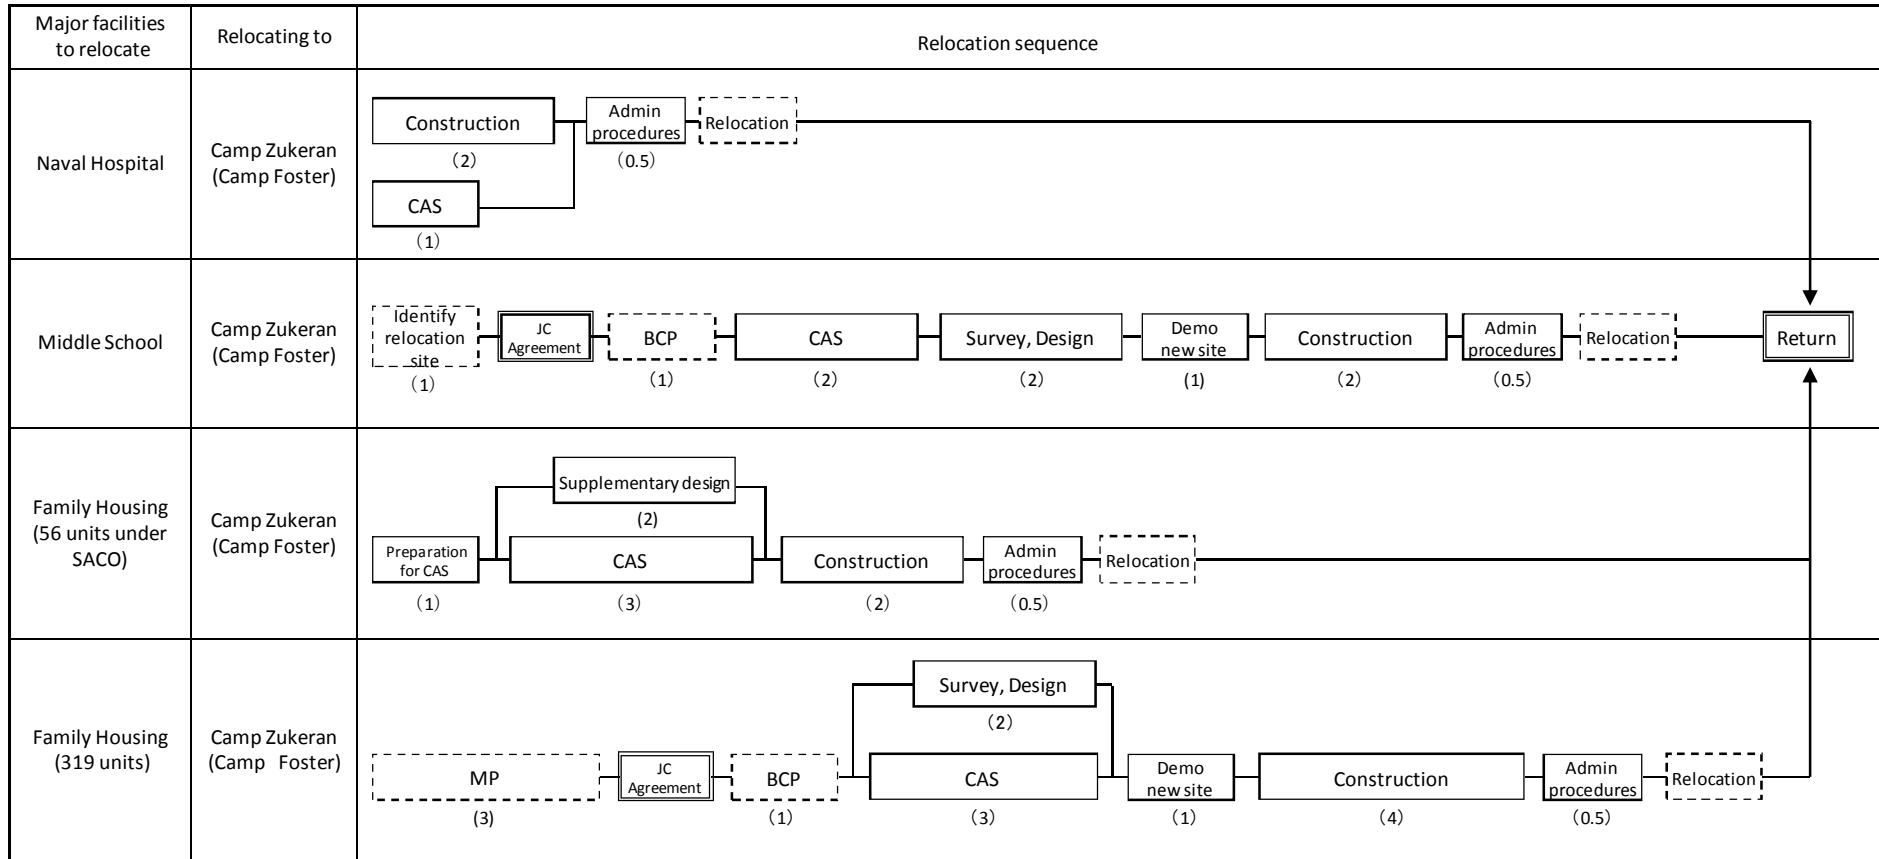 Major facilities
to relocate
Relocating to
Relocation sequence
Naval Hospital
Camp Zukeran
(Camp Foster)
Construction
（2）
CAS
（1）
Admin
procedures
（0.5）
Relocation
Middle School
Camp Zukeran
(Camp Foster)
Identify
relocation
site
（1）
JC
Agreement
BCP
（1）
CAS
（2）
Survey, Design
（2）
Demo
new site
(1)
Construction
（2）
Admin
procedures
（0.5）
Relocation
Return
Family Housing
(56 units under
SACO)
Camp Zukeran
(Camp Foster)
Preparation
for CAS
（1）
Supplementary design
(2)
CAS
（3）
Construction
（2）
Admin
procedures
（0.5）
Relocation
Family Housing
(319 units)
Camp Zukeran
(Camp Foster)
MP
(3)
JC
Agreement
BCP
（1）
Survey, Design
（2）
CAS
（3）
Demo
new site
（1）
Construction
（4）
Admin
procedures
（0.5）
Relocation